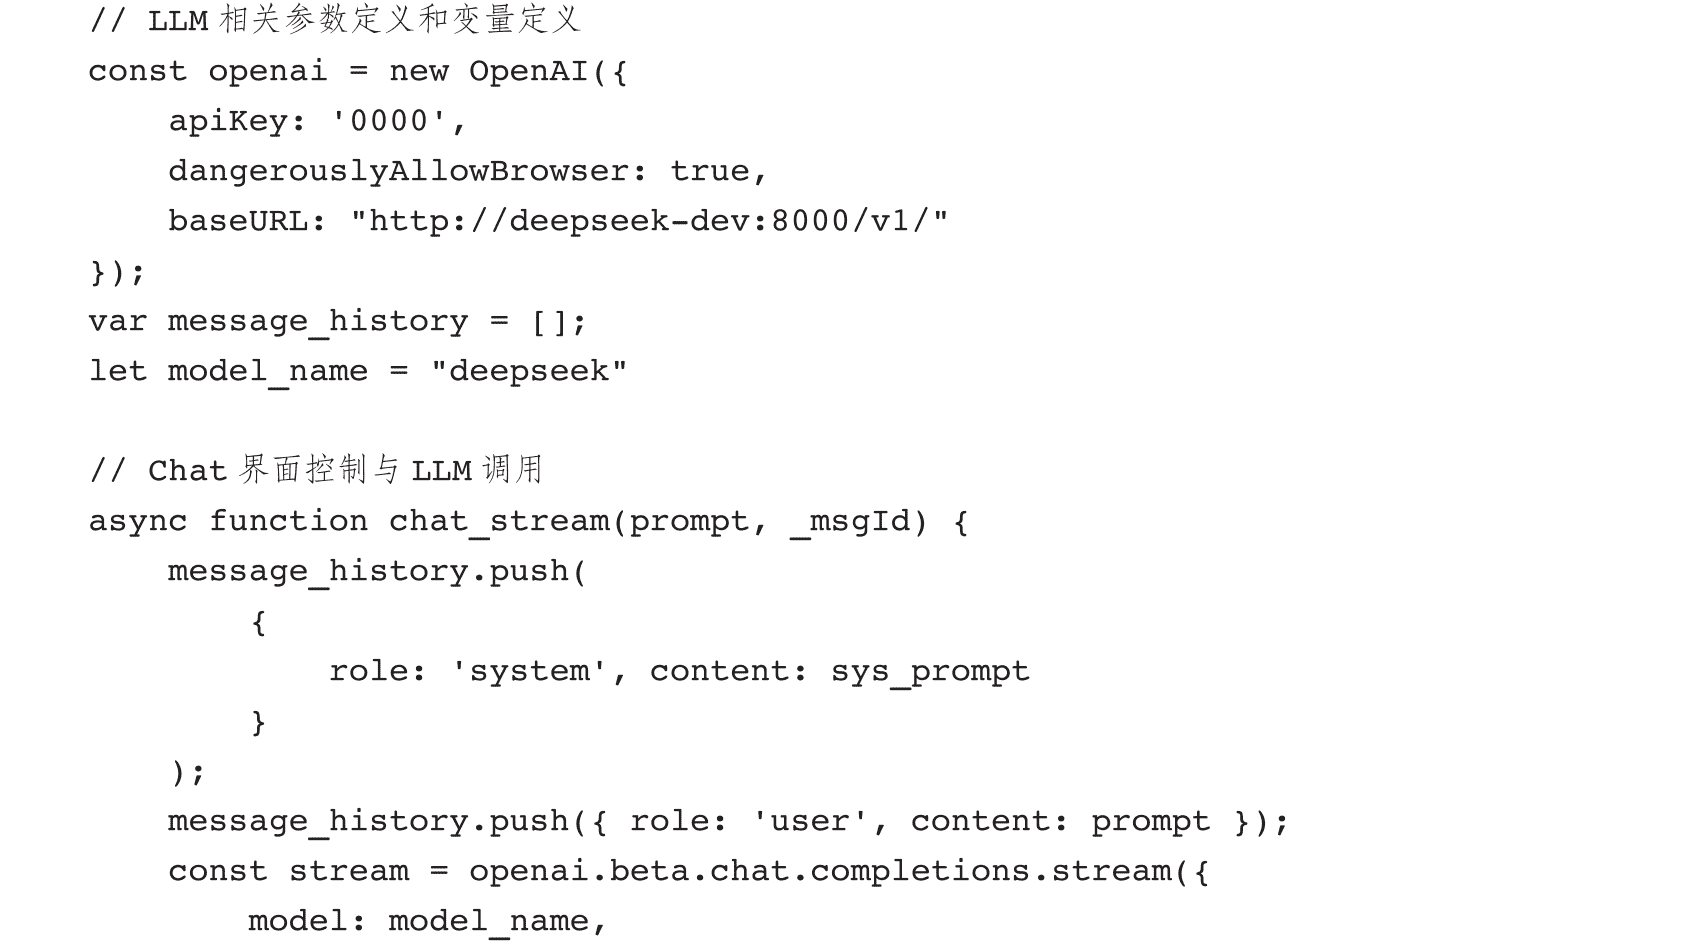 // LLM 相关参数定义和变量定义
const openai = new OpenAI({
    apiKey: '0000',
    dangerouslyAllowBrowser: true,
    baseURL: "http://deepseek-dev:8000/v1/"
});
var message_history = [];
let model_name = "deepseek"

// Chat 界面控制与 LLM 调用
async function chat_stream(prompt, _msgId) {
    message_history.push(
        {
            role: 'system', content: sys_prompt
        }
    );
    message_history.push({ role: 'user', content: prompt });
    const stream = openai.beta.chat.completions.stream({
        model: model_name,